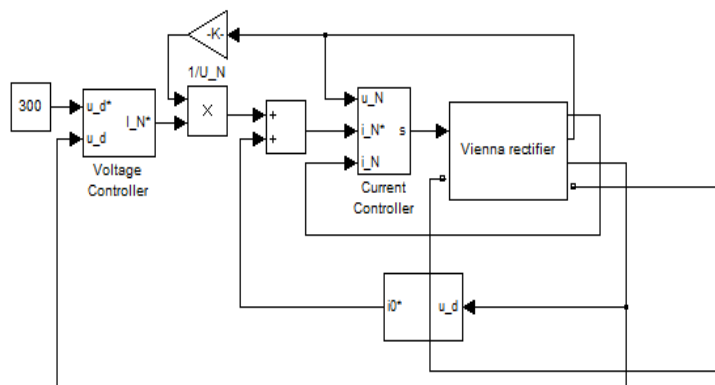 -K-
1/U_N
300
u_d*
I_N*
u_d
Voltage
Controller
X
+
+
u_N
i_N*
s
i_N
Current
Controller
Vienna rectifier
i0*
u_d